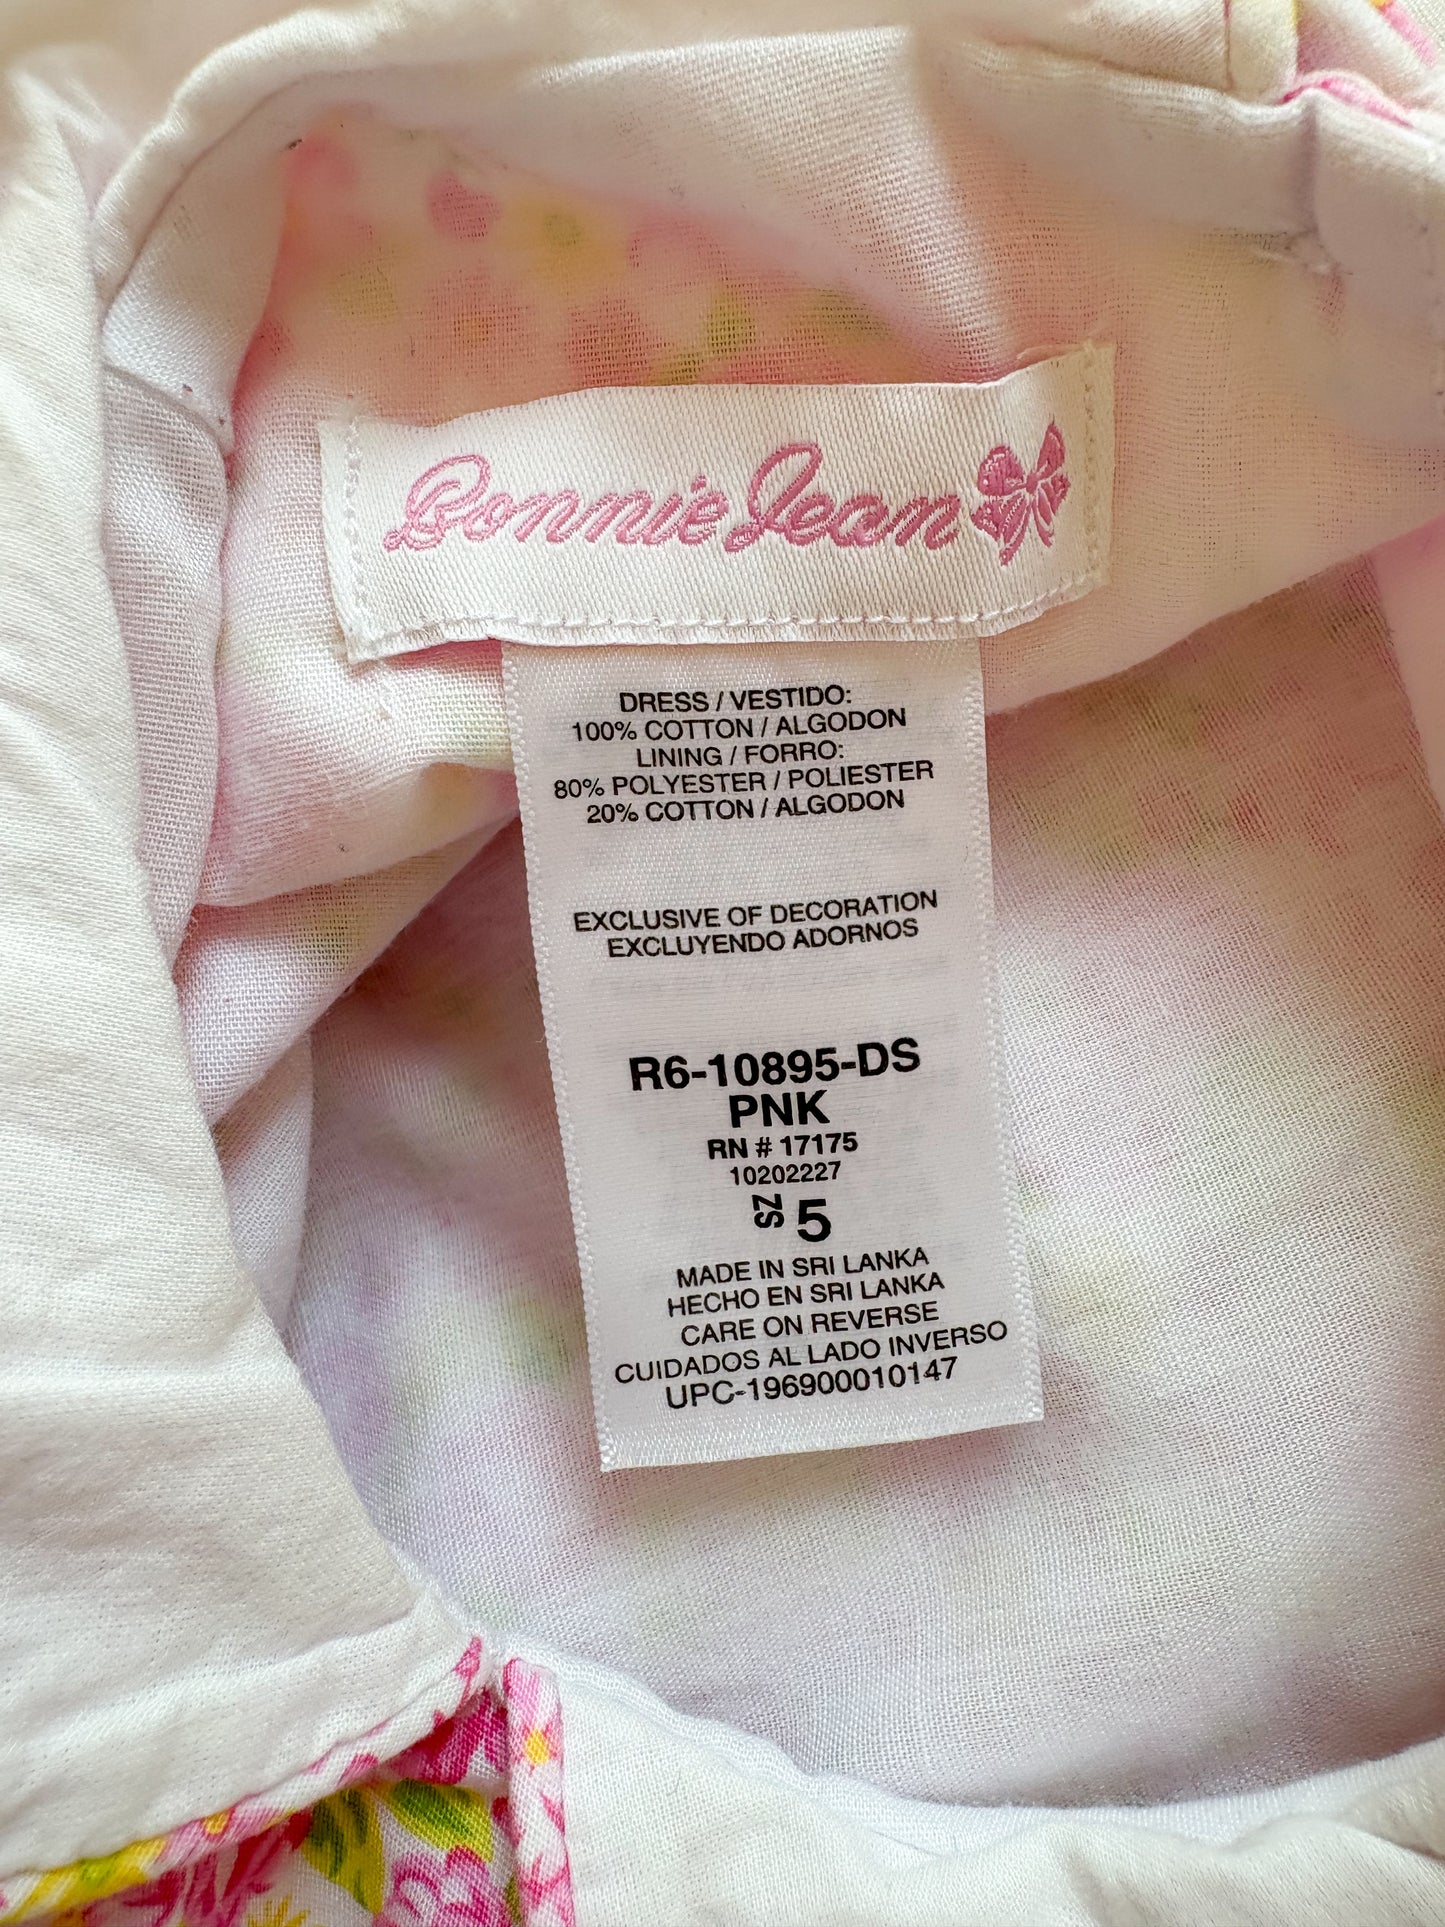 Bonnie Jean
DRESS / VESTIDO:
100% COTTON / ALGODON
LINING / FORRO:
80% POLYESTER / POLIESTER
20% COTTON / ALGODON
EXCLUSIVE OF DECORATION
EXCLUYENDO ADORNOS
R6-10895-DS
PNK
RN # 17175
10202227
SZ 5
MADE IN SRI LANKA
HECHO EN SRI LANKA
CARE ON REVERSE
CUIDADOS AL LADO INVERSO
UPC-196900010147